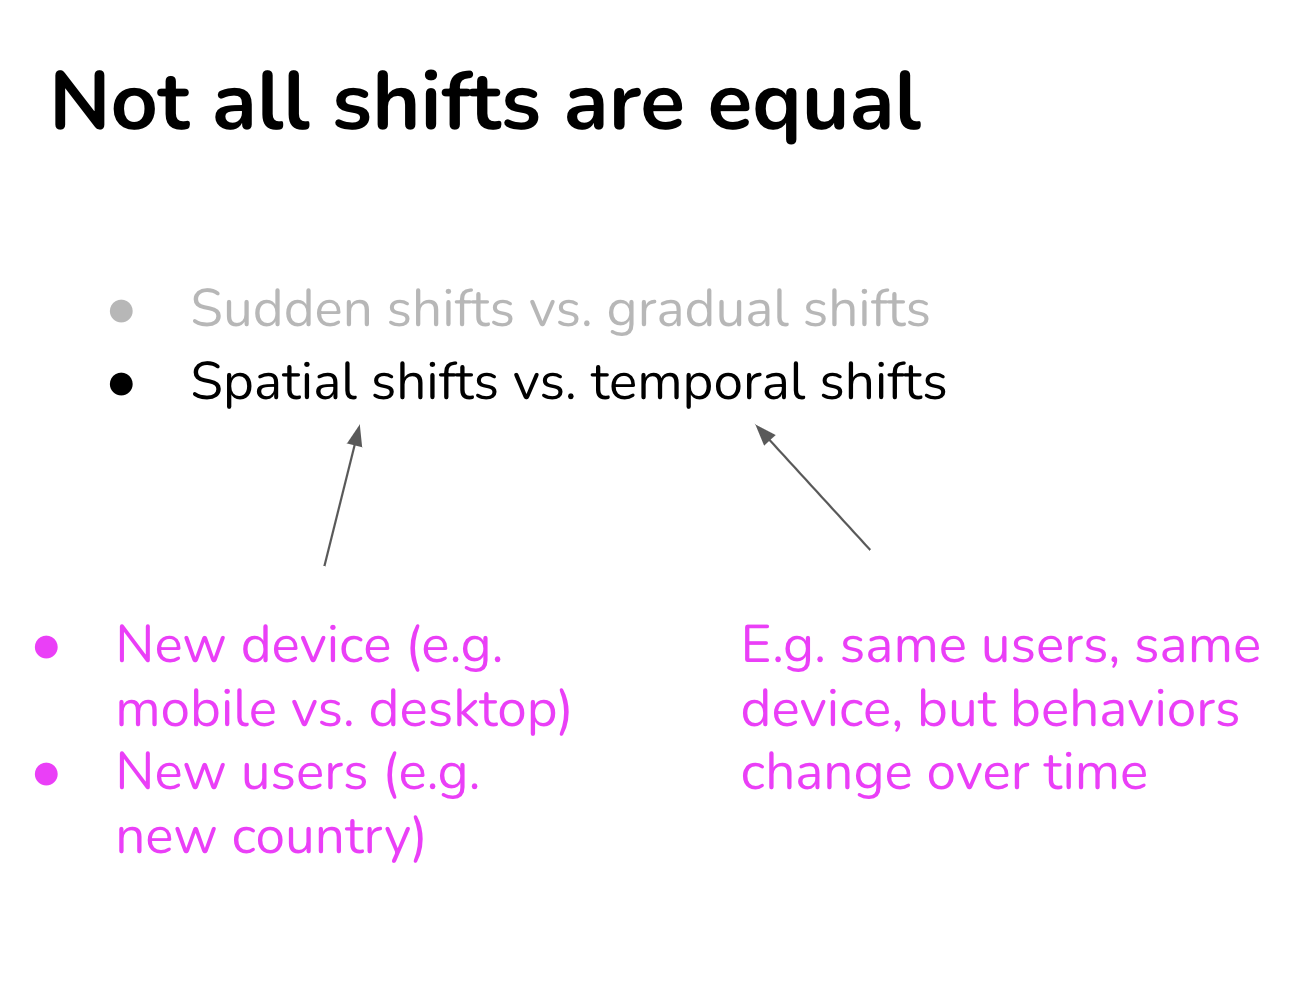 Not all shifts are equal
● Sudden shifts vs. gradual shifts
● Spatial shifts vs. temporal shifts
● New device (e.g.
mobile vs. desktop)
● New users (e.g.
new country)
E.g. same users, same
device, but behaviors
change over time